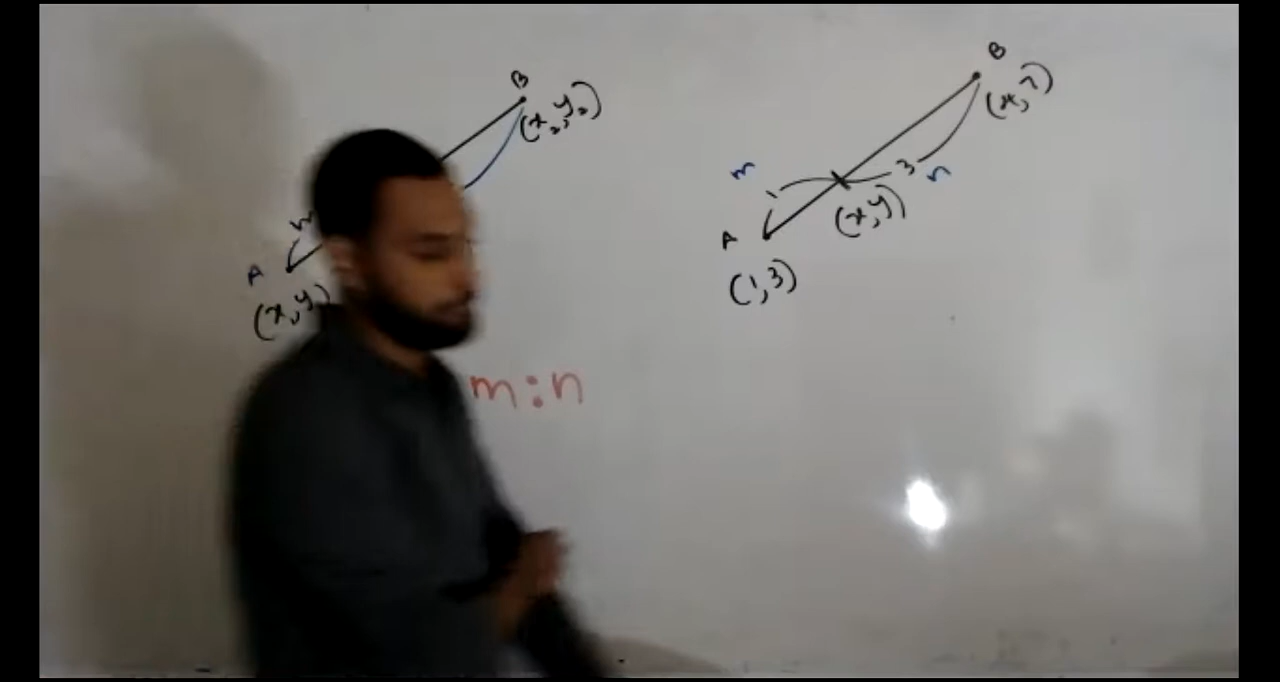 B
(x₂,y₂)
m
A
(x,y)
m:n
B
(x,7)
m
1
3
n
(x,y)
A
(1,3)